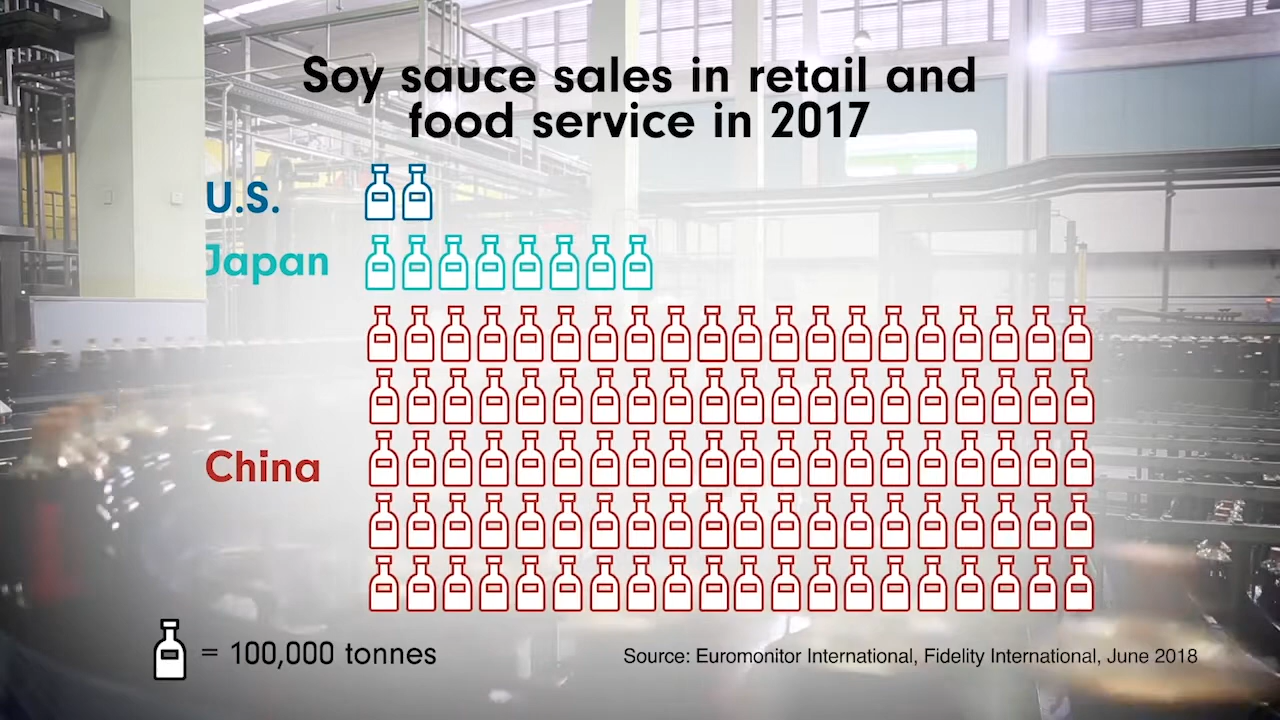 Soy sauce sales in retail and
food service in 2017
U.S.
Japan
China
= 100,000 tonnes
Source: Euromonitor International, Fidelity International, June 2018